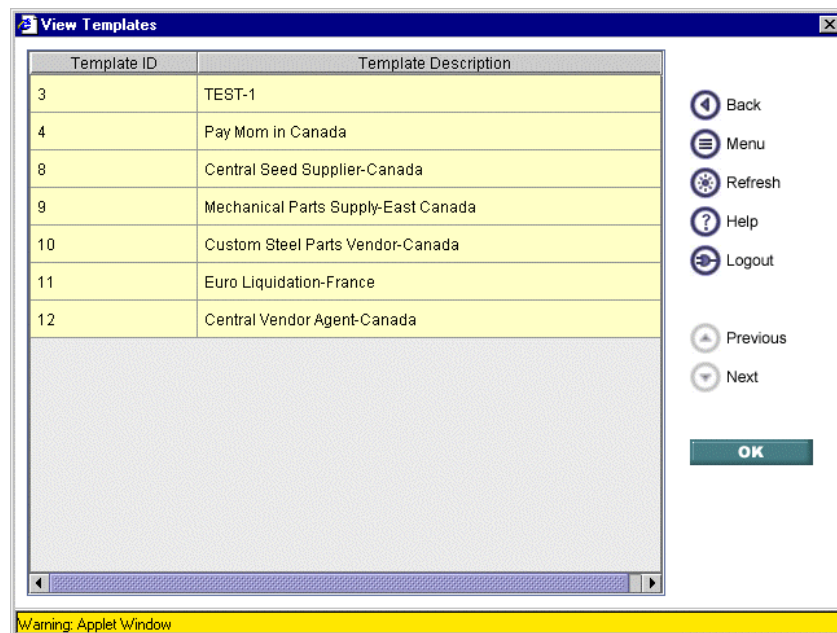 View Templates
Template ID Template Description
3 TEST-1
4 Pay Mom in Canada
8 Central Seed Supplier-Canada
9 Mechanical Parts Supply-East Canada
10 Custom Steel Parts Vendor-Canada
11 Euro Liquidation-France
12 Central Vendor Agent-Canada
Back
Menu
Refresh
Help
Logout
Previous
Next
OK
Warning: Applet Window